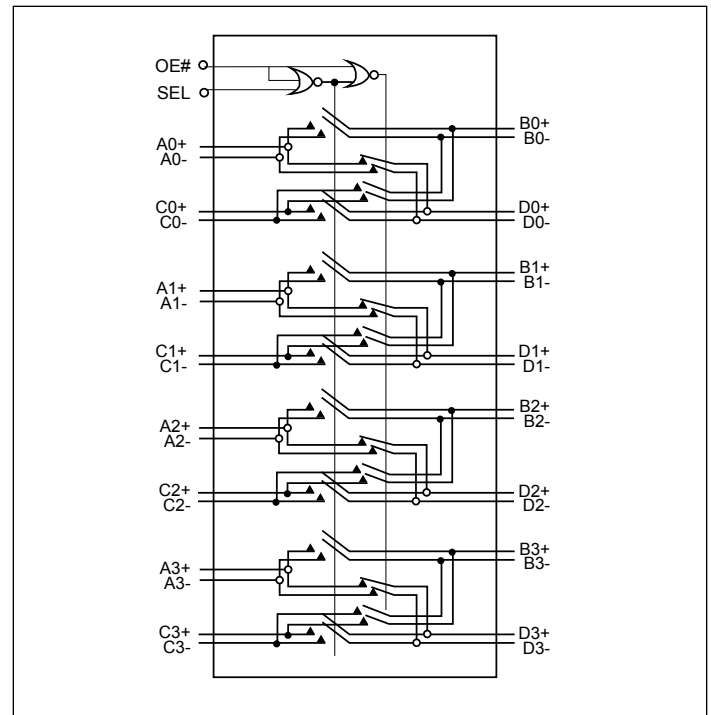 OE#
SEL
A0+
A0-
B0+
B0-
C0+
C0-
D0+
D0-
A1+
A1-
B1+
B1-
C1+
C1-
D1+
D1-
A2+
A2-
B2+
B2-
C2+
C2-
D2+
D2-
A3+
A3-
B3+
B3-
C3+
C3-
D3+
D3-